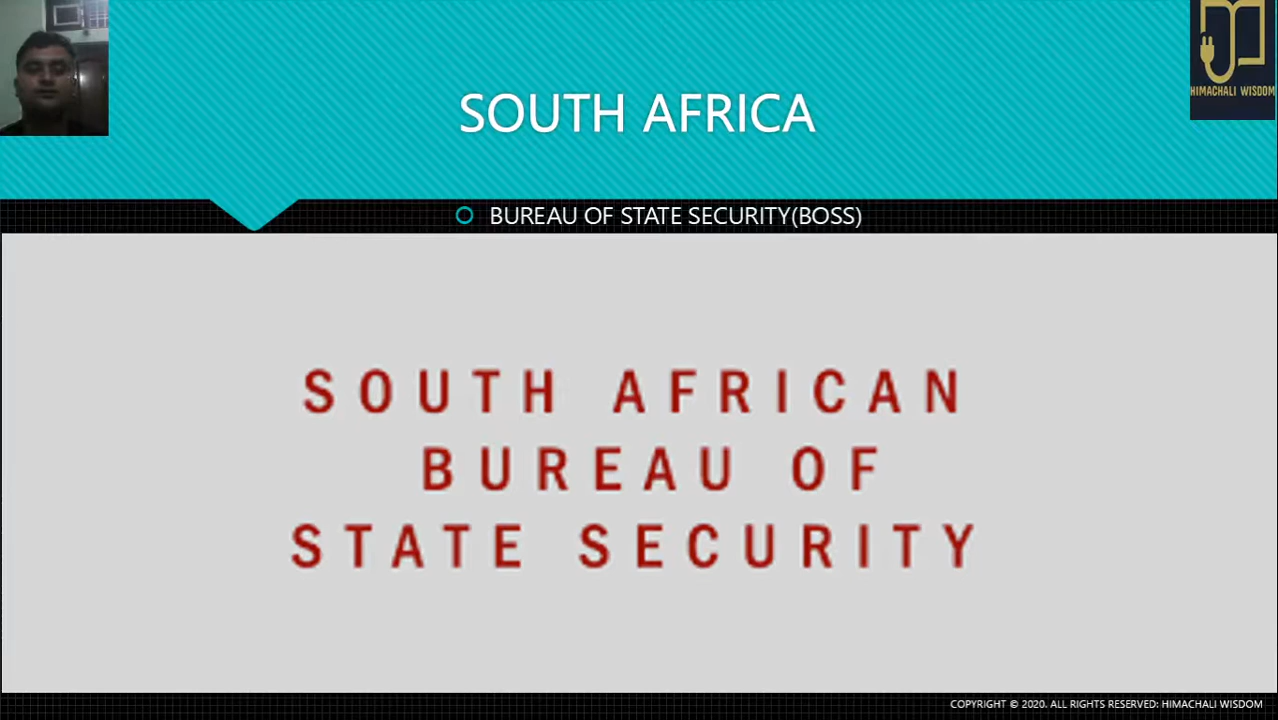 SOUTH AFRICA
HIMACHALI WISDOM
BUREAU OF STATE SECURITY(BOSS)
SOUTH AFRICAN
BUREAU OF
STATE SECURITY
COPYRIGHT © 2020. ALL RIGHTS RESERVED: HIMACHALI WISDOM